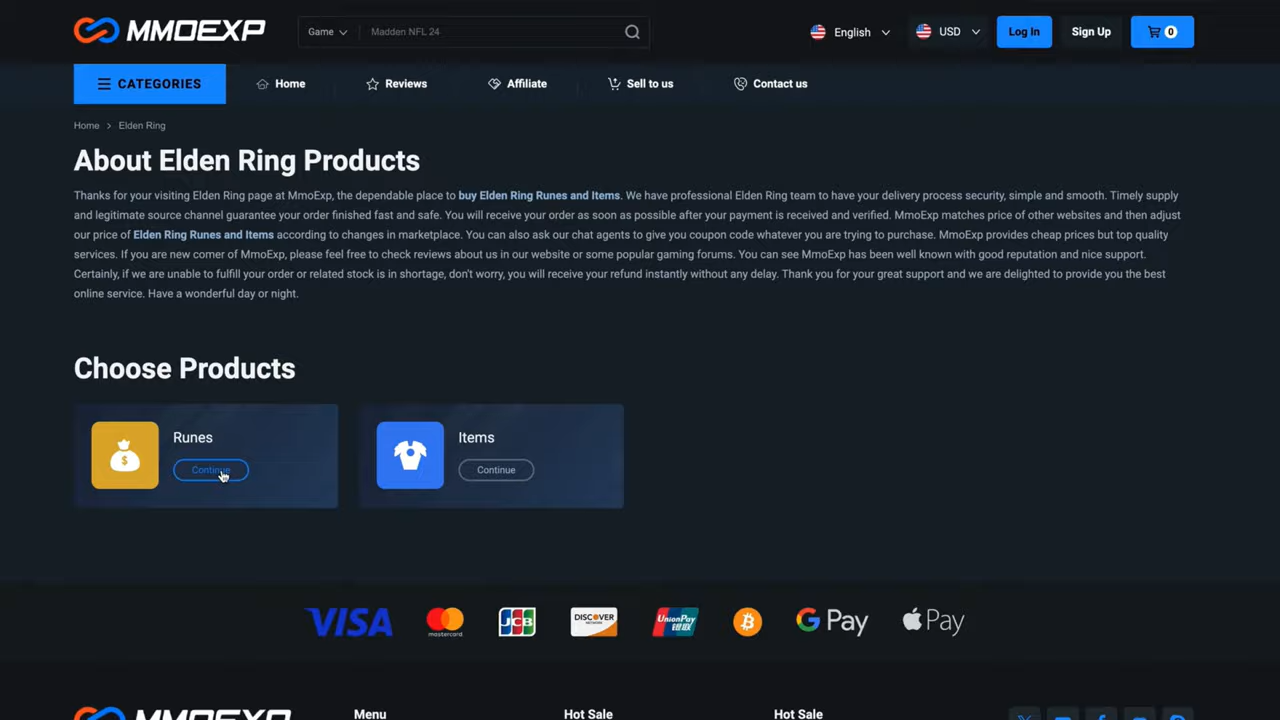 MMOEXP
Game
Madden NFL 24
English
USD
Log In
Sign Up
0
CATEGORIES
Home
Reviews
Affiliate
Sell to us
Contact us
Home > Elden Ring
About Elden Ring Products
Thanks for your visiting Elden Ring page at MmoExp, the dependable place to buy Elden Ring Runes and Items. We have professional Elden Ring team to have your delivery process security, simple and smooth. Timely supply
and legitimate source channel guarantee your order finished fast and safe. You will receive your order as soon as possible after your payment is received and verified. MmoExp matches price of other websites and then adjust
our price of Elden Ring Runes and Items according to changes in marketplace. You can also ask our chat agents to give you coupon code whatever you are trying to purchase. MmoExp provides cheap prices but top quality
services. If you are new comer of MmoExp, please feel free to check reviews about us in our website or some popular gaming forums. You can see MmoExp has been well known with good reputation and nice support.
Certainly, if we are unable to fulfill your order or related stock is in shortage, don't worry, you will receive your refund instantly without any delay. Thank you for your great support and we are delighted to provide you the best
online service. Have a wonderful day or night.
Choose Products
Runes
Continue
Items
Continue
VISA
mastercard
JCB
DISCOVER
NETWORK
UnionPay
银联
G Pay
Pay
MMOEXP
Menu
Hot Sale
Hot Sale